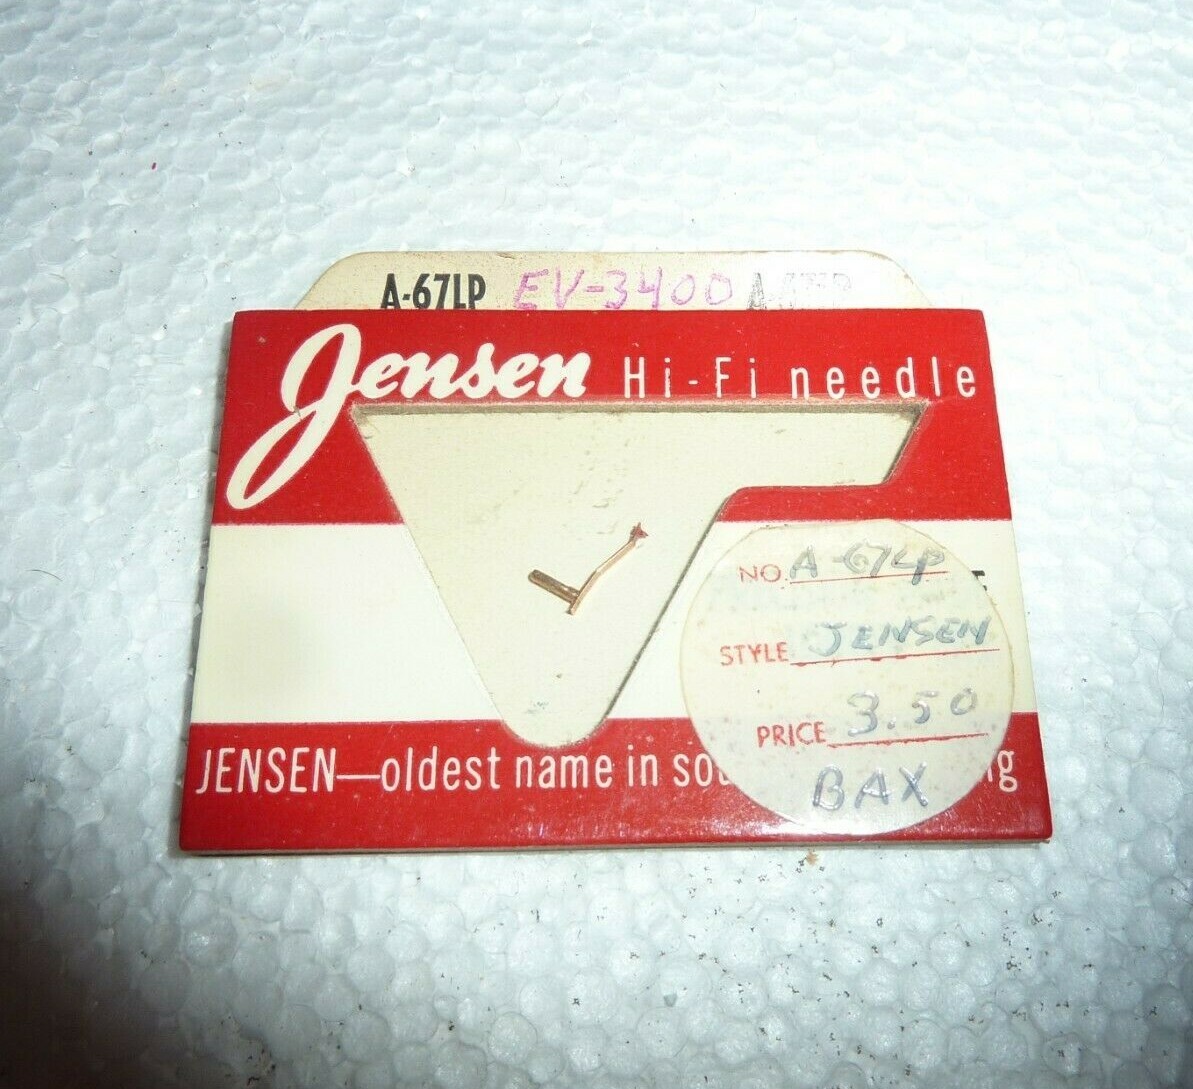 A-67LP EV-3400 A-67LP
Jensen Hi-Fi needle
NO. A-67LP
STYLE JENSEN
PRICE 3.50
BAX
JENSEN—oldest name in